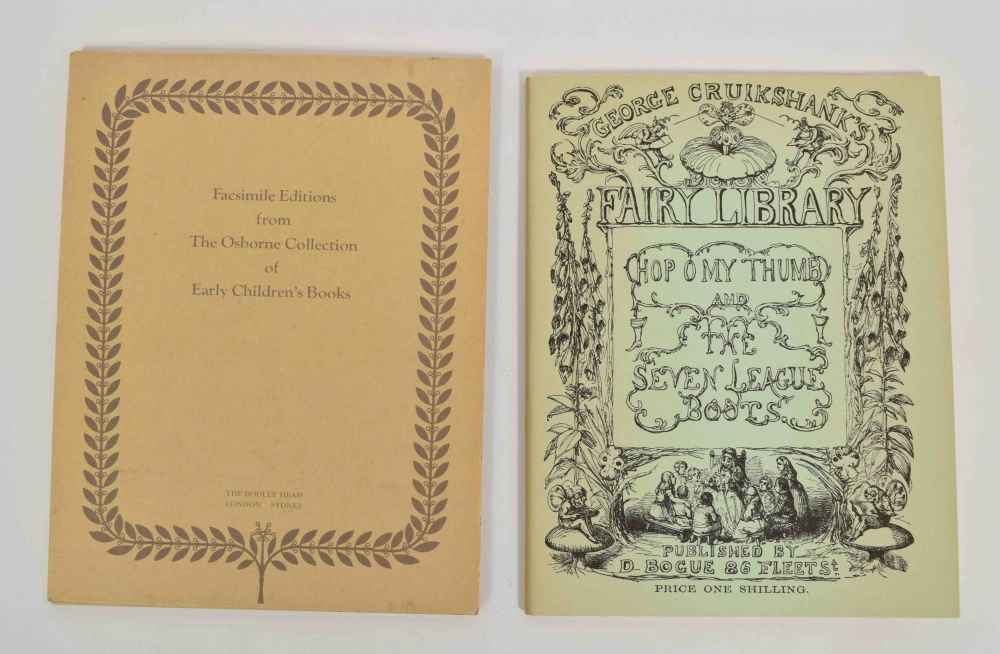 Facsimile Editions
from
The Osborne Collection
of
Early Children's Books
THE BODLEY HEAD
LONDON SYDNEY
GEORGE CRUIKSHANK'S
FAIRY LIBRARY
HOP O MY THUMB
AND
THE
SEVEN LEAGUE
BOOTS.
PUBLISHED BY
D. BOGUE 86 FLEET St.
PRICE ONE SHILLING.